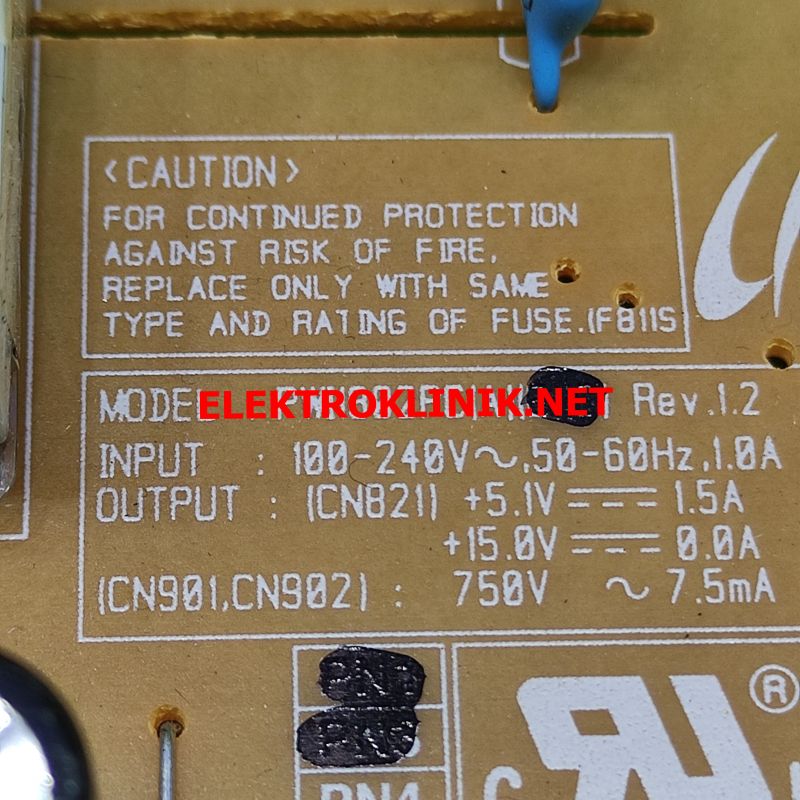 <CAUTION>
FOR CONTINUED PROTECTION
AGAINST RISK OF FIRE,
REPLACE ONLY WITH SAME
TYPE AND RATING OF FUSE.(F811S
MODEL
ELEKTROKLINIK.NET
Rev.1.2
INPUT : 100-240V~,50-60Hz,1.0A
OUTPUT : (CN821) +5.1V 1.5A
+15.0V 0.0A
(CN901,CN902) : 750V ~ 7.5mA
PN4
®